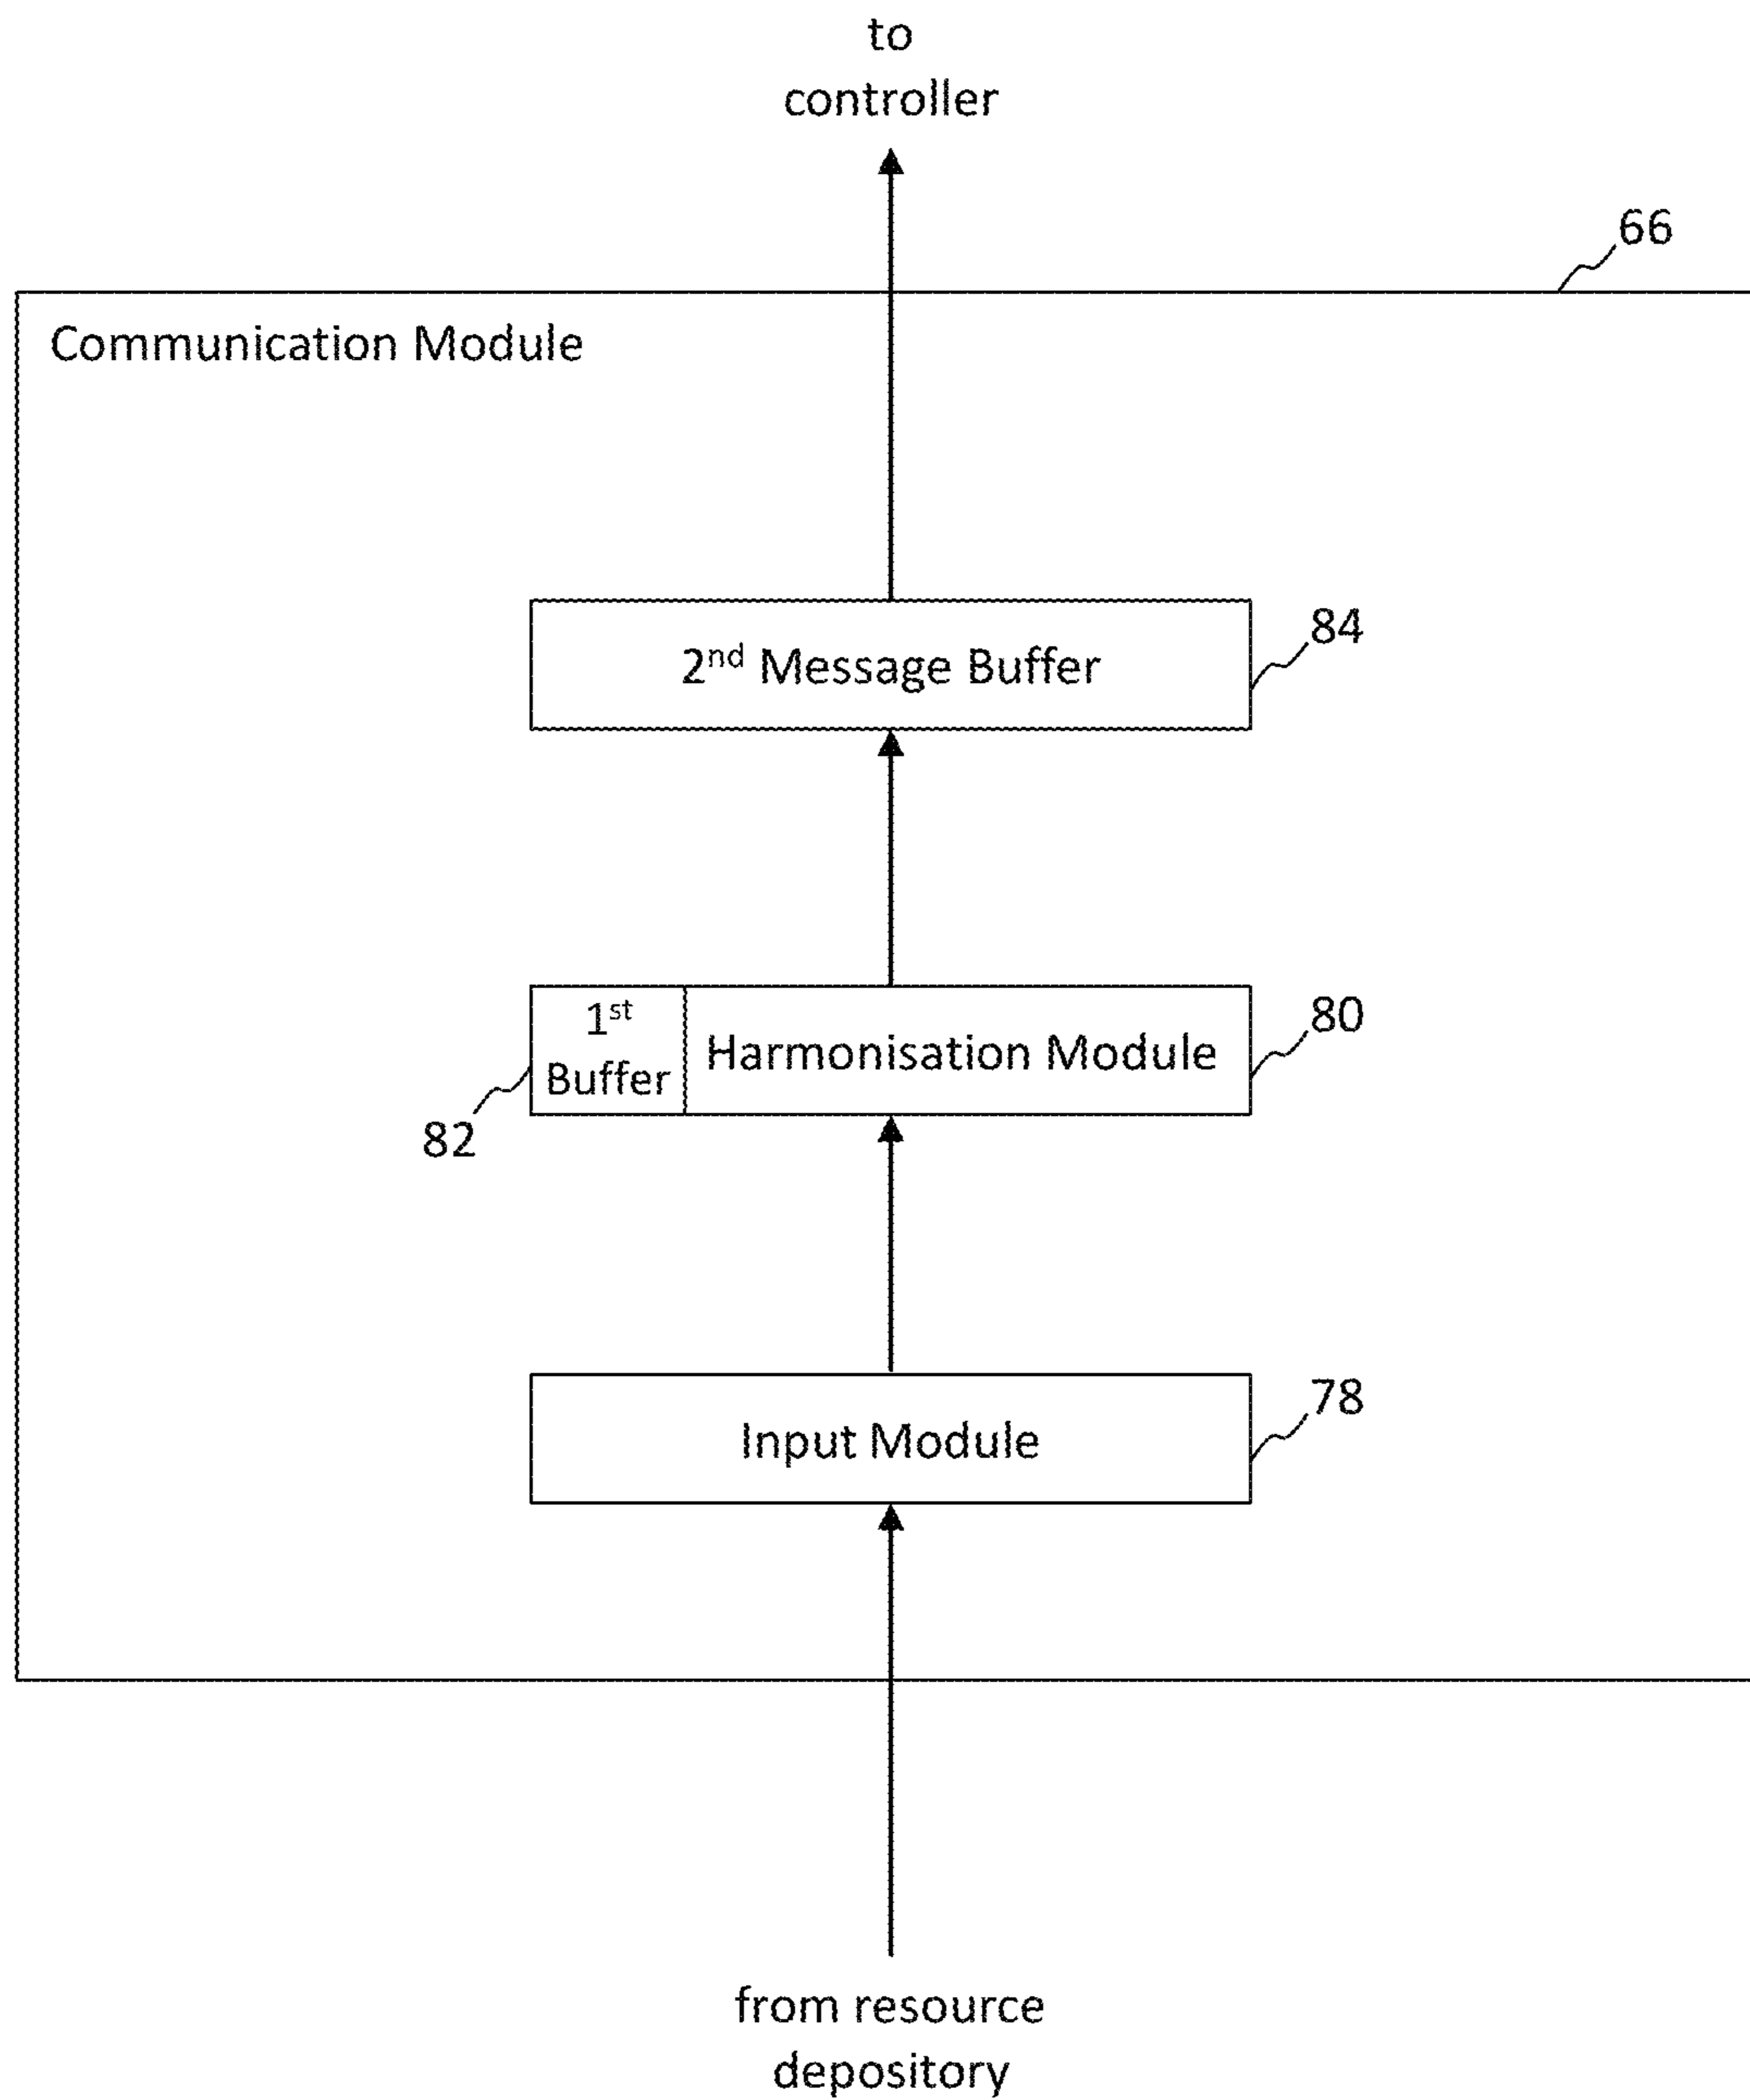 to
controller
66
Communication Module
84
2nd Message Buffer
80
1st
Buffer
Harmonisation Module
82
78
Input Module
from resource
depository